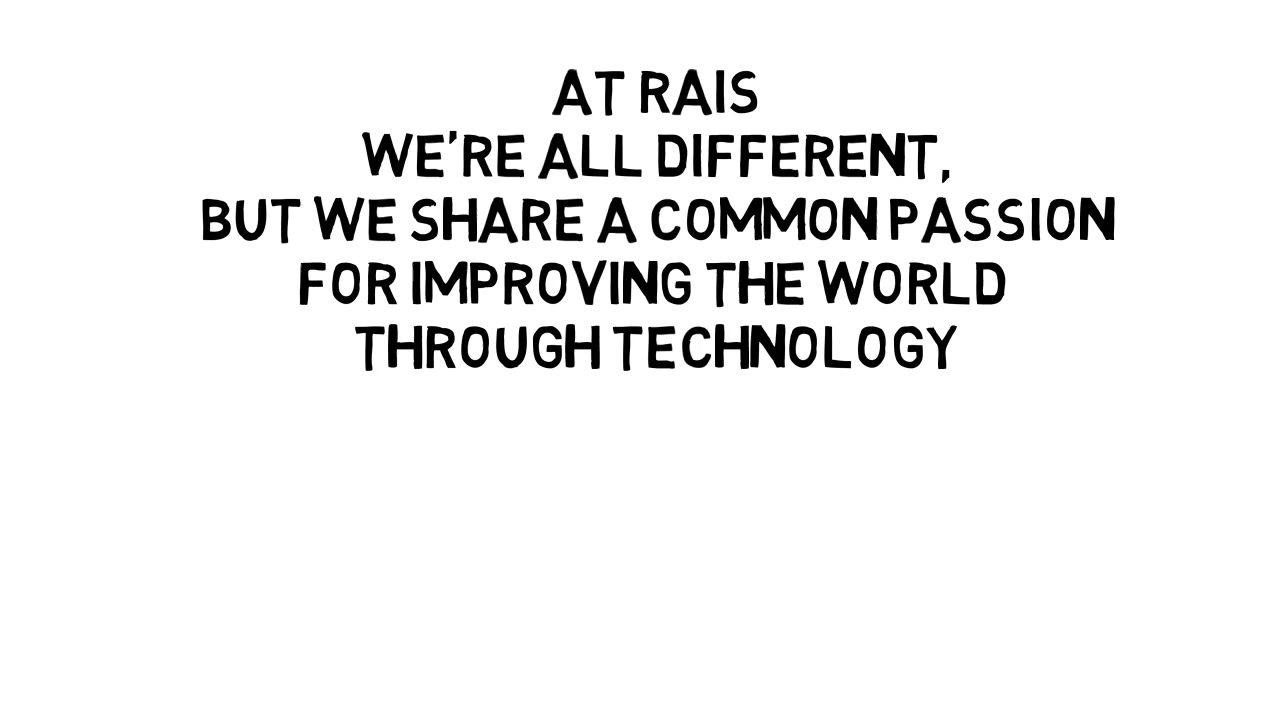 AT RAIS
WE'RE ALL DIFFERENT,
BUT WE SHARE A COMMON PASSION
FOR IMPROVING THE WORLD
THROUGH TECHNOLOGY